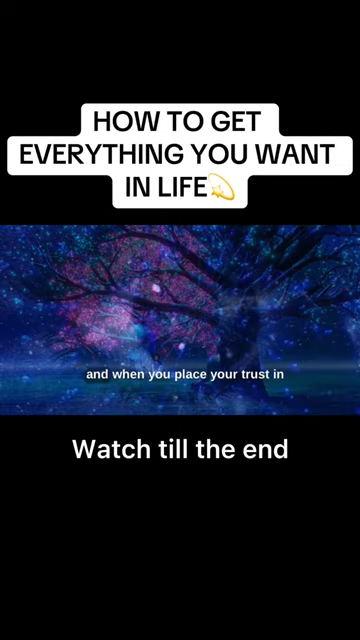 HOW TO GET
EVERYTHING YOU WANT
IN LIFE💫
and when you place your trust in
Watch till the end